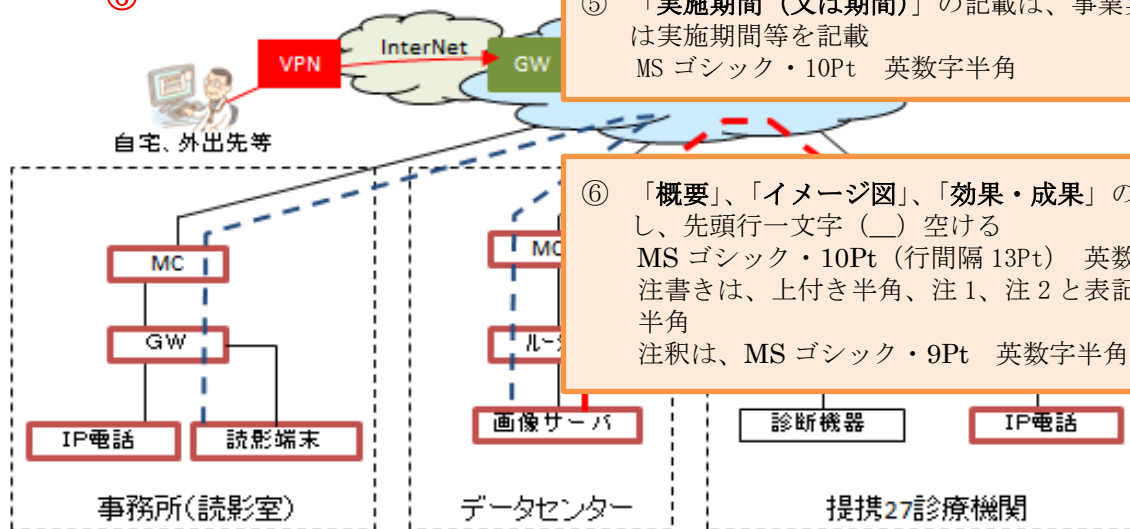 ⑥
⑤ 「実施期間（又は期間）」の記載は、事業実
は実施期間等を記載
MS ゴシック・10Pt 英数字半角
InterNet
VPN
GW
自宅、外出先等
⑥ 「概要」、「イメージ図」、「効果・成果」の
し、先頭行一文字（＿）空ける
MS ゴシック・10Pt（行間隔 13Pt） 英数
注書きは、上付き半角、注 1、注 2 と表記
半角
注釈は、MS ゴシック・9Pt 英数字半角
MC
MC
GW
ルー
IP電話
読影端末
画像サーバ
診断機器
IP電話
事務所(読影室)
データセンター
提携27診療機関